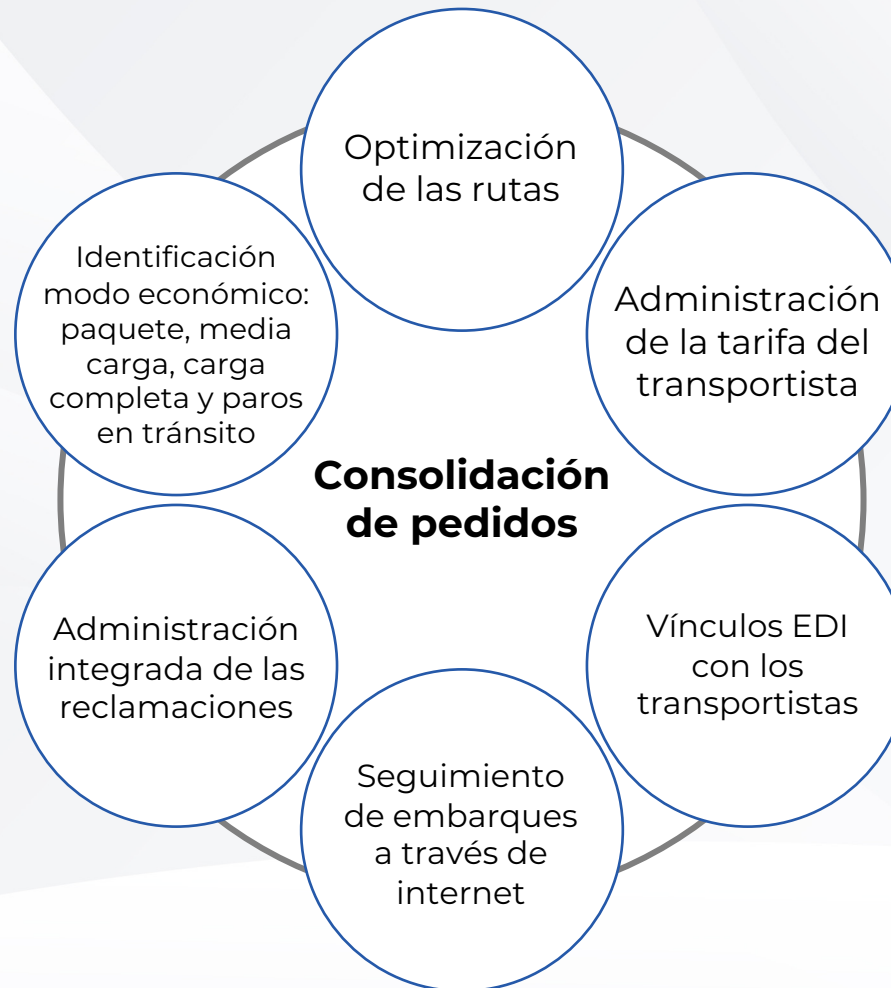 Optimización
de las rutas
Administración
de la tarifa del
transportista
Vínculos EDI
con los
transportistas
Seguimiento
de embarques
a través de
internet
Administración
integrada de las
reclamaciones
Identificación
modo económico:
paquete, media
carga, carga
completa y paros
en tránsito
Consolidación
de pedidos